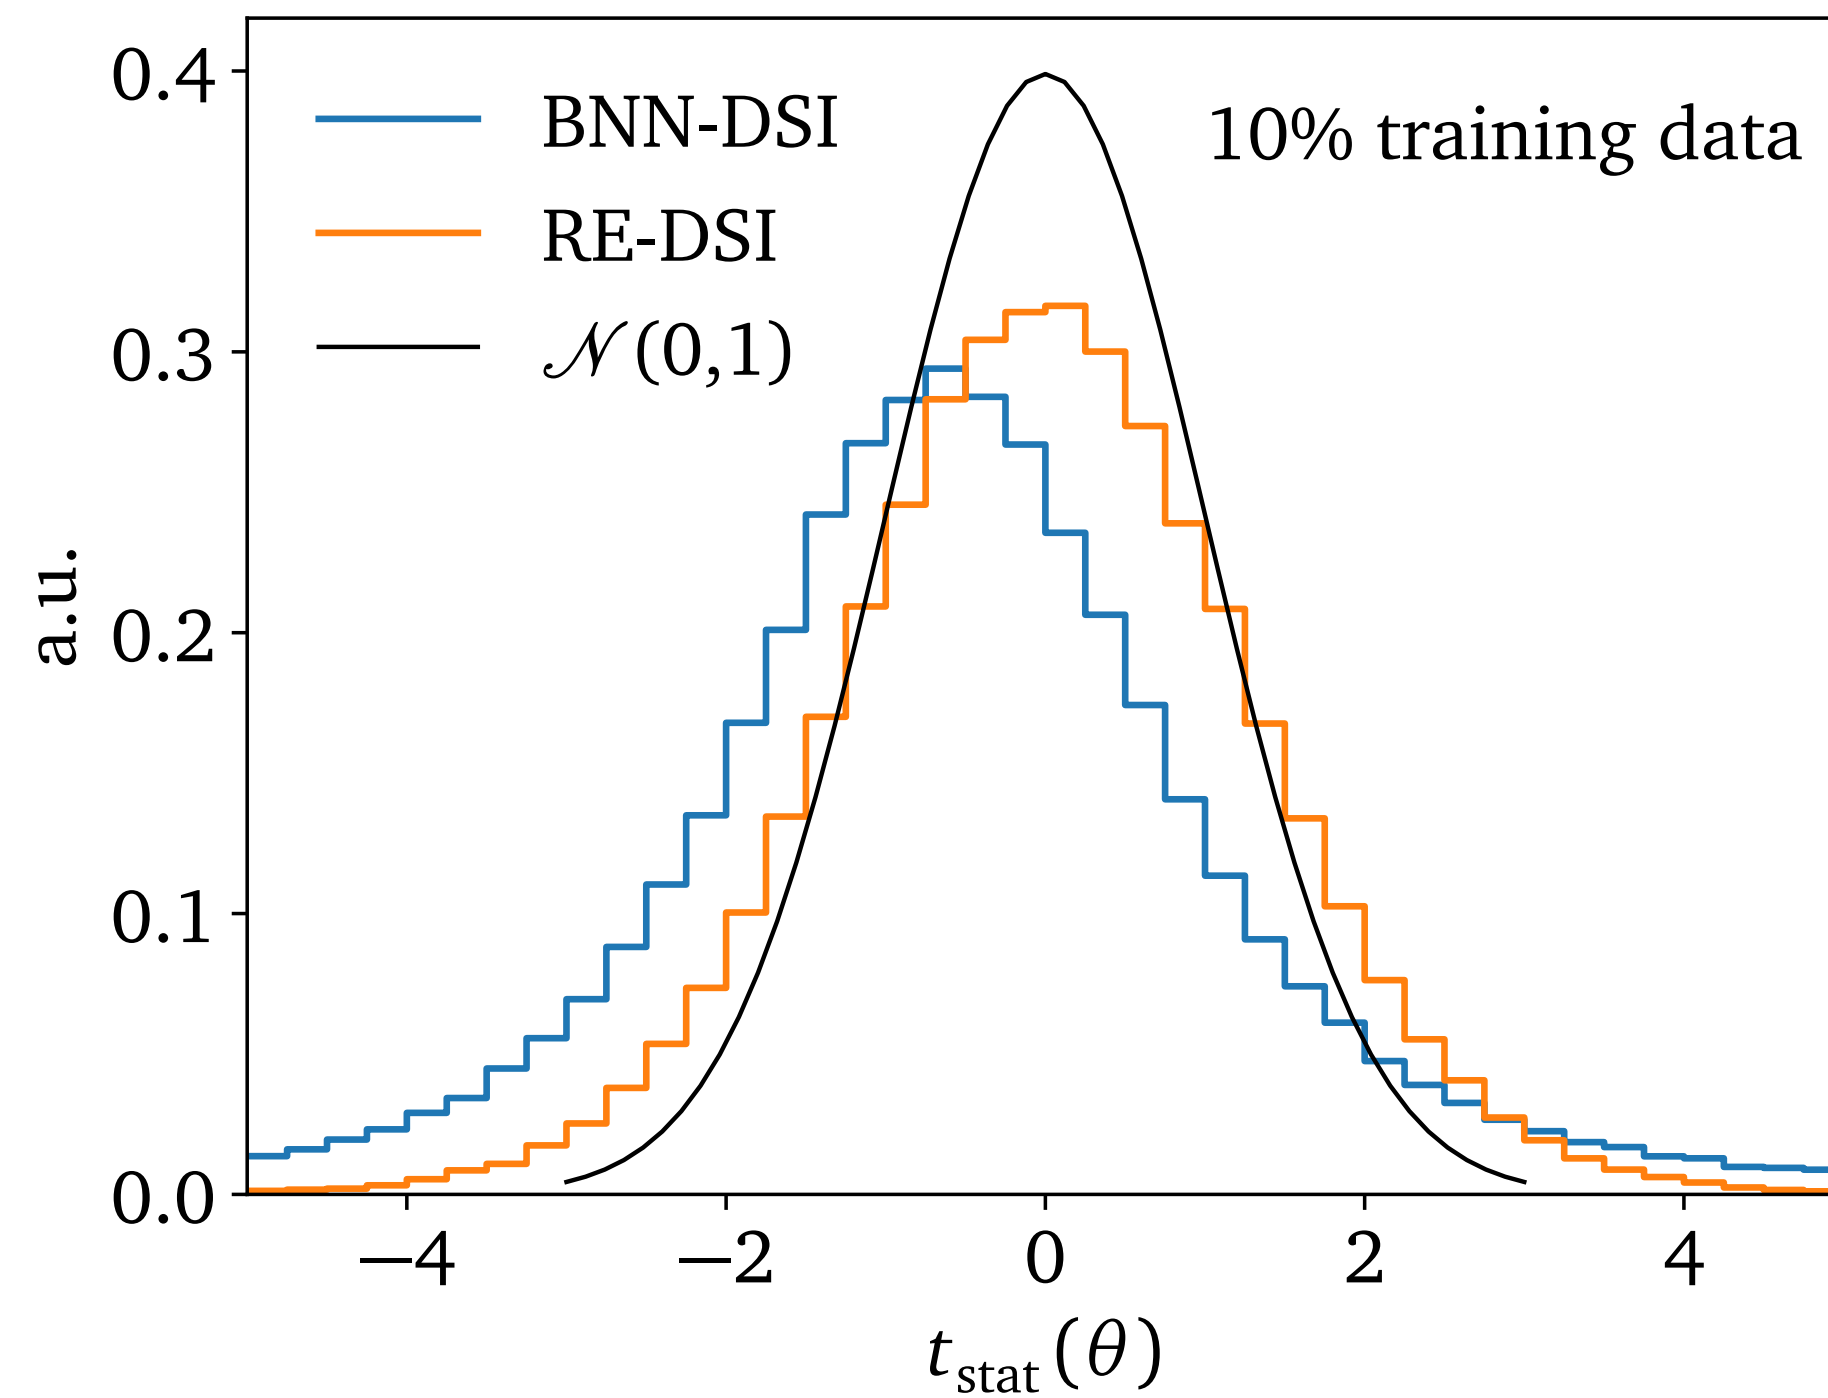 BNN-DSI
RE-DSI
𝒩(0,1)
10% training data
0.4
0.3
0.2
0.1
0.0
a.u.
−4 −2 0 2 4
t_stat(θ)